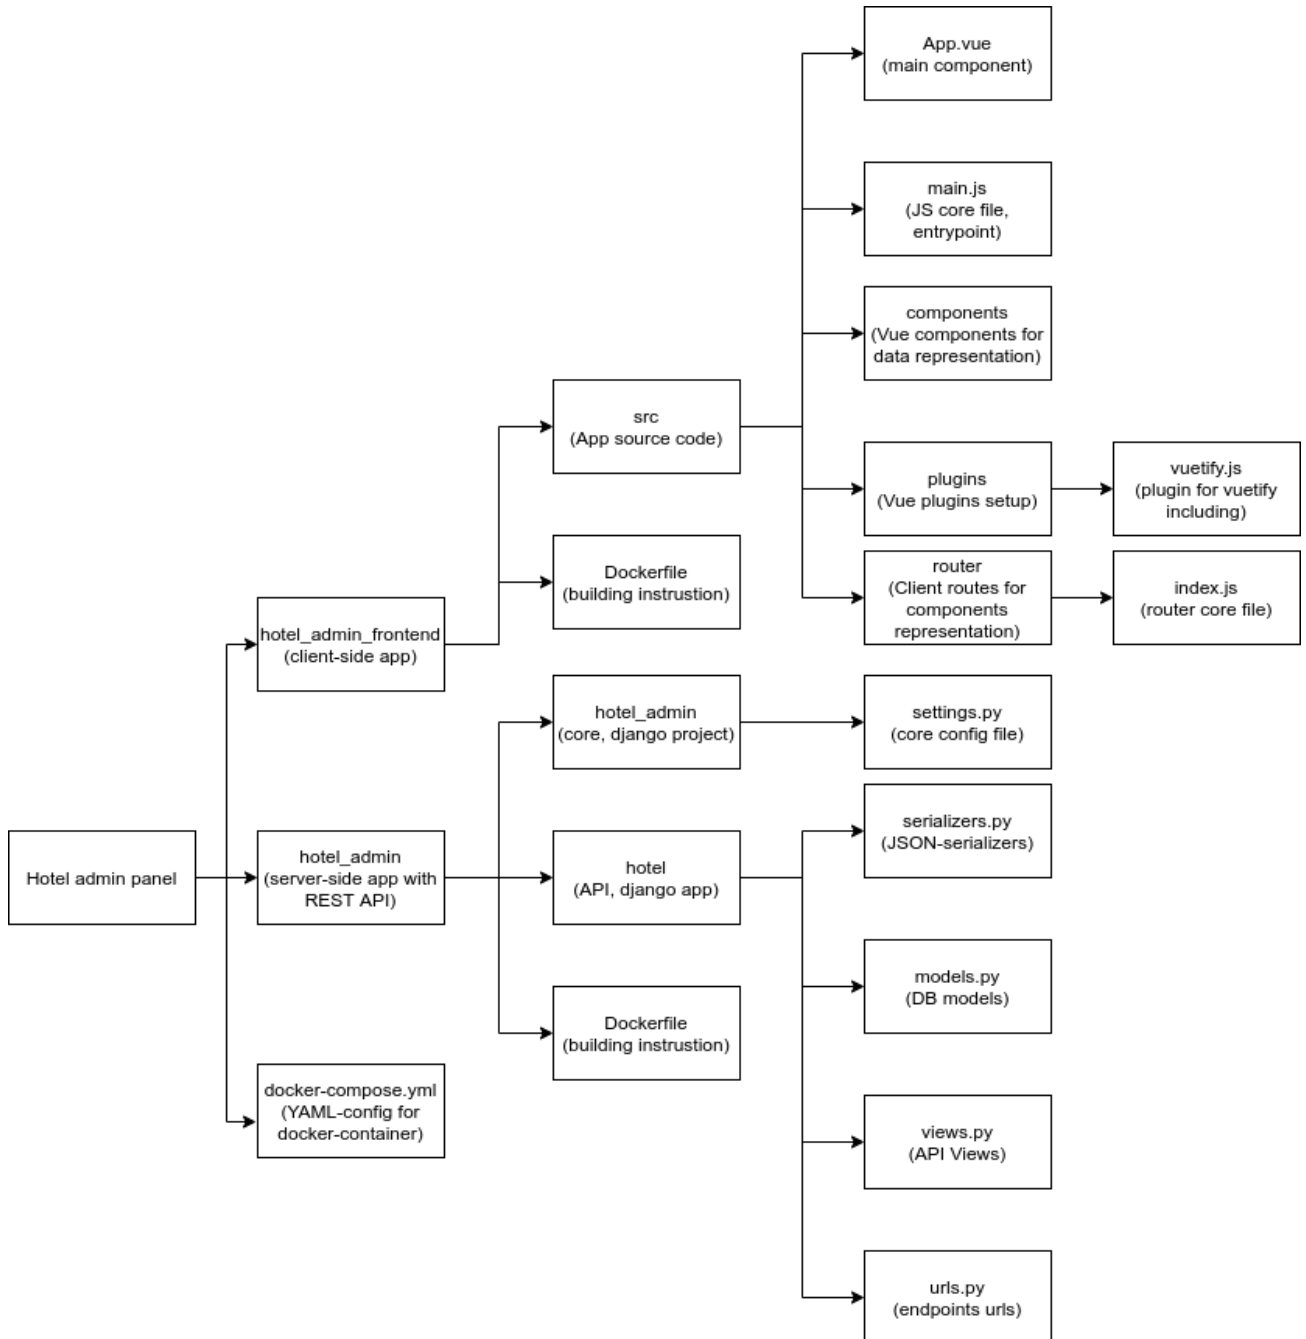 App.vue
(main component)
main.js
(JS core file,
entrypoint)
components
(Vue components for
data representation)
src
(App source code)
plugins
(Vue plugins setup)
vuetify.js
(plugin for vuetify
including)
Dockerfile
(building instrustion)
router
(Client routes for
components
representation)
index.js
(router core file)
hotel_admin_frontend
(client-side app)
hotel_admin
(core, django project)
settings.py
(core config file)
Hotel admin panel
hotel_admin
(server-side app with
REST API)
hotel
(API, django app)
serializers.py
(JSON-serializers)
models.py
(DB models)
Dockerfile
(building instrustion)
docker-compose.yml
(YAML-config for
docker-container)
views.py
(API Views)
urls.py
(endpoints urls)